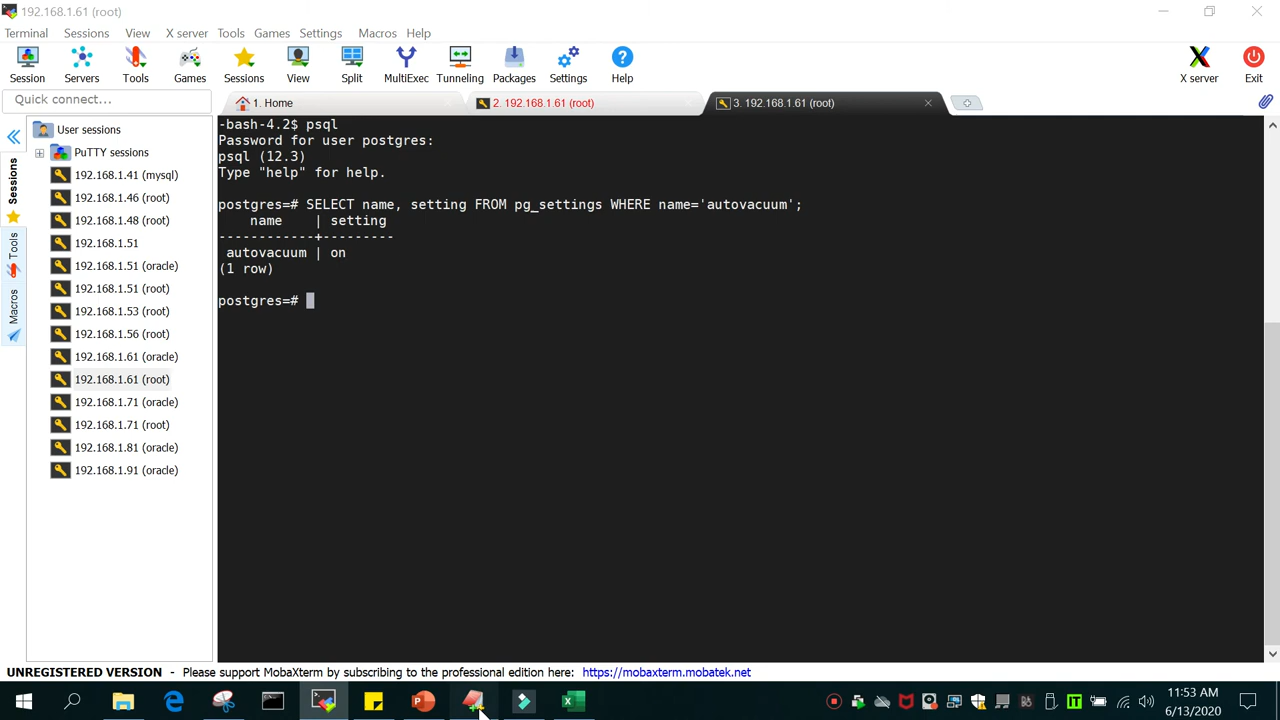 192.168.1.61 (root)
Terminal Sessions View X server Tools Games Settings Macros Help
Session Servers Tools Games Sessions View Split MultiExec Tunneling Packages Settings Help X server Exit
Quick connect...
1. Home
2. 192.168.1.61 (root)
3. 192.168.1.61 (root)
Sessions
Tools
Macros
User sessions
PuTTY sessions
192.168.1.41 (mysql)
192.168.1.46 (root)
192.168.1.48 (root)
192.168.1.51
192.168.1.51 (oracle)
192.168.1.51 (root)
192.168.1.53 (root)
192.168.1.56 (root)
192.168.1.61 (oracle)
192.168.1.61 (root)
192.168.1.71 (oracle)
192.168.1.71 (root)
192.168.1.81 (oracle)
192.168.1.91 (oracle)
-bash-4.2$ psql
Password for user postgres:
psql (12.3)
Type "help" for help.
postgres=# SELECT name, setting FROM pg_settings WHERE name='autovacuum';
name | setting
------------+---------
autovacuum | on
(1 row)
postgres=#
UNREGISTERED VERSION - Please support MobaXterm by subscribing to the professional edition here: https://mobaxterm.mobatek.net
11:53 AM
6/13/2020